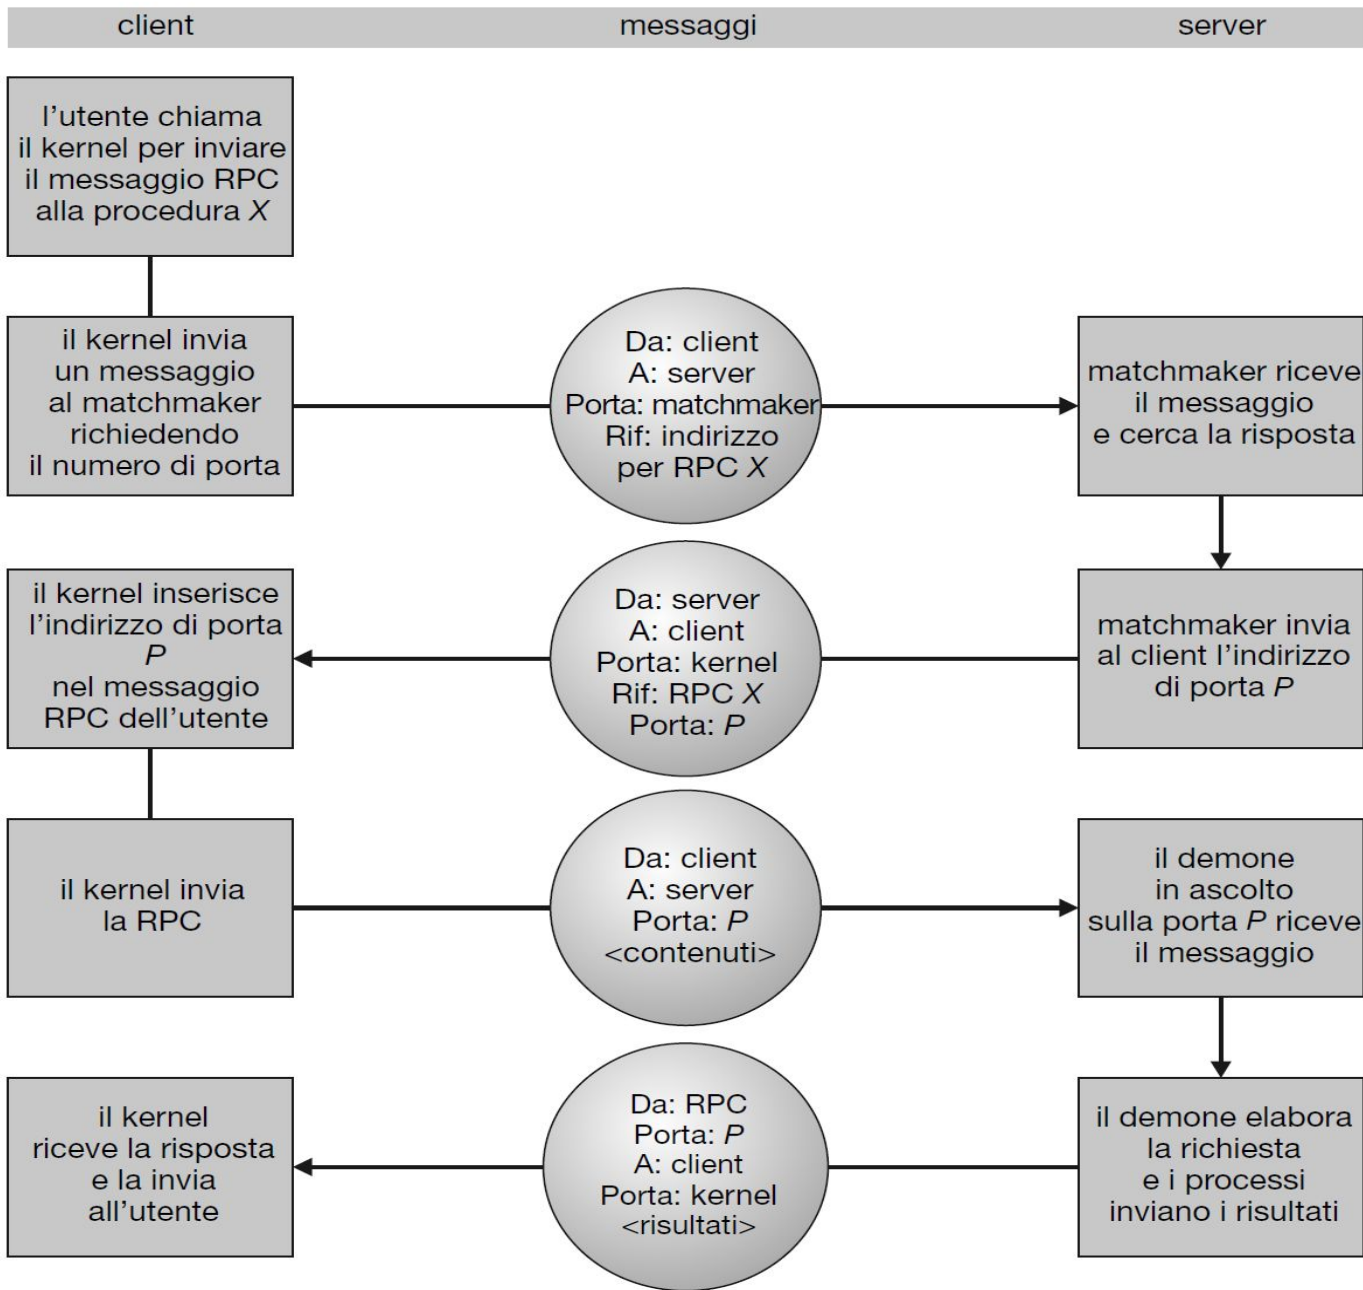 client
messaggi
server
l'utente chiama
il kernel per inviare
il messaggio RPC
alla procedura X
il kernel invia
un messaggio
al matchmaker
richiedendo
il numero di porta
Da: client
A: server
Porta: matchmaker
Rif: indirizzo
per RPC X
matchmaker riceve
il messaggio
e cerca la risposta
il kernel inserisce
l'indirizzo di porta
P
nel messaggio
RPC dell'utente
Da: server
A: client
Porta: kernel
Rif: RPC X
Porta: P
matchmaker invia
al client l'indirizzo
di porta P
il kernel invia
la RPC
Da: client
A: server
Porta: P
<contenuti>
il demone
in ascolto
sulla porta P riceve
il messaggio
il kernel
riceve la risposta
e la invia
all'utente
Da: RPC
Porta: P
A: client
Porta: kernel
<risultati>
il demone elabora
la richiesta
e i processi
inviano i risultati